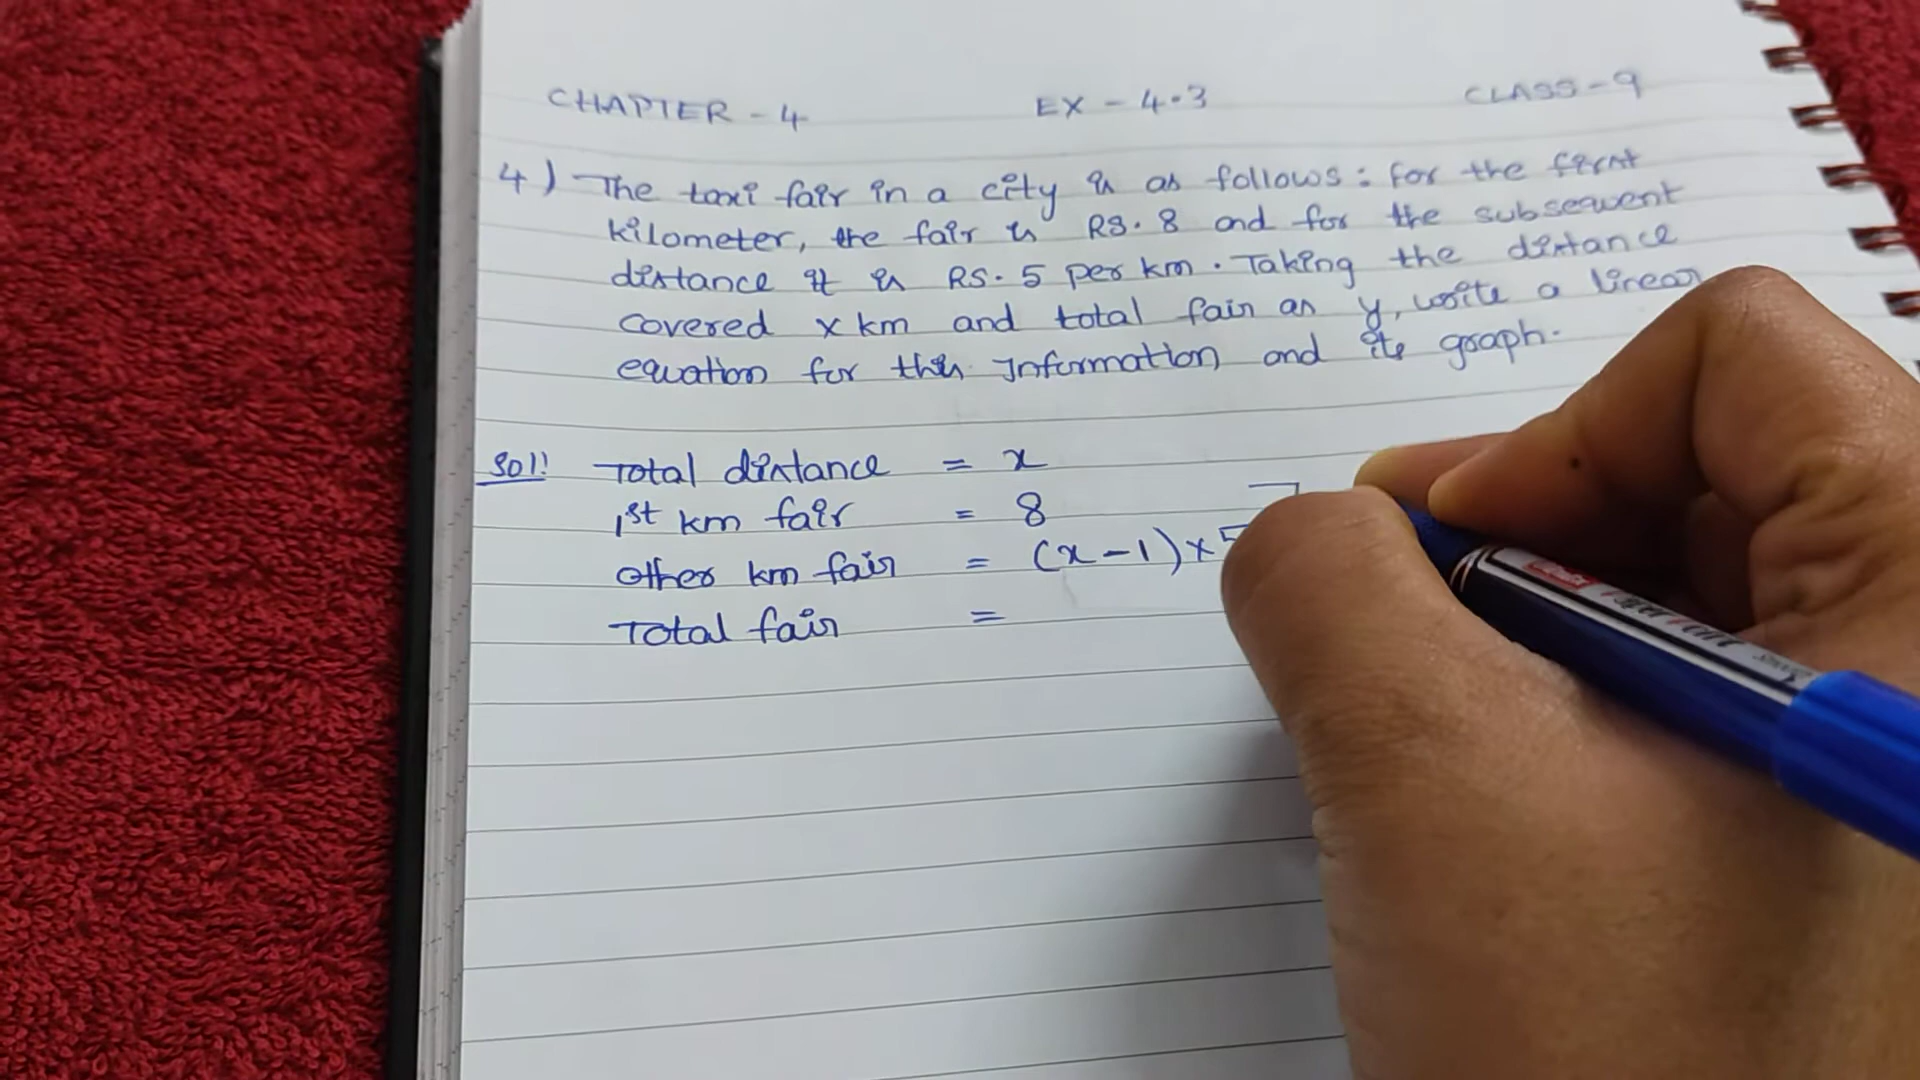 CHAPTER - 4 EX - 4.3 CLASS - 9
4) The taxi fair in a city is as follows: for the first
kilometer, the fair is RS. 8 and for the subsequent
distance it is RS. 5 per km. Taking the distance
covered x km and total fair as y, write a linear
equation for this Information and its graph.
Sol: Total distance = x
1st km fair = 8
other km fair = (x-1)×5
Total fair =